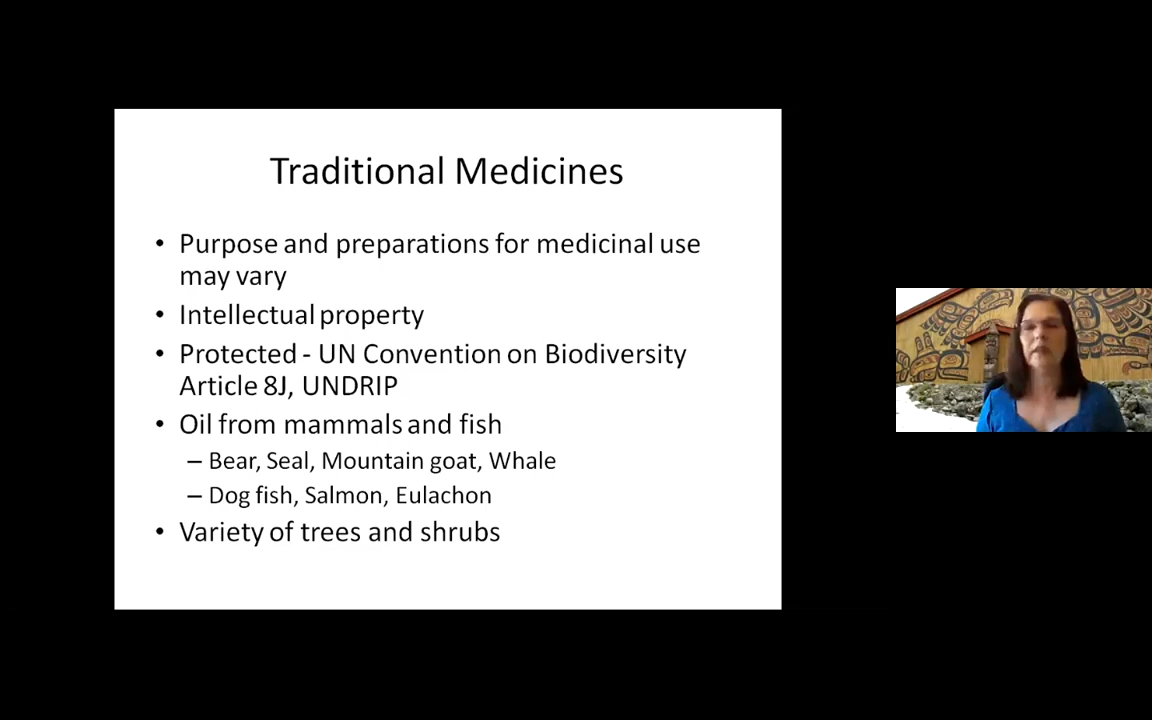 Traditional Medicines
• Purpose and preparations for medicinal use
may vary
• Intellectual property
• Protected - UN Convention on Biodiversity
Article 8J, UNDRIP
• Oil from mammals and fish
– Bear, Seal, Mountain goat, Whale
– Dog fish, Salmon, Eulachon
• Variety of trees and shrubs